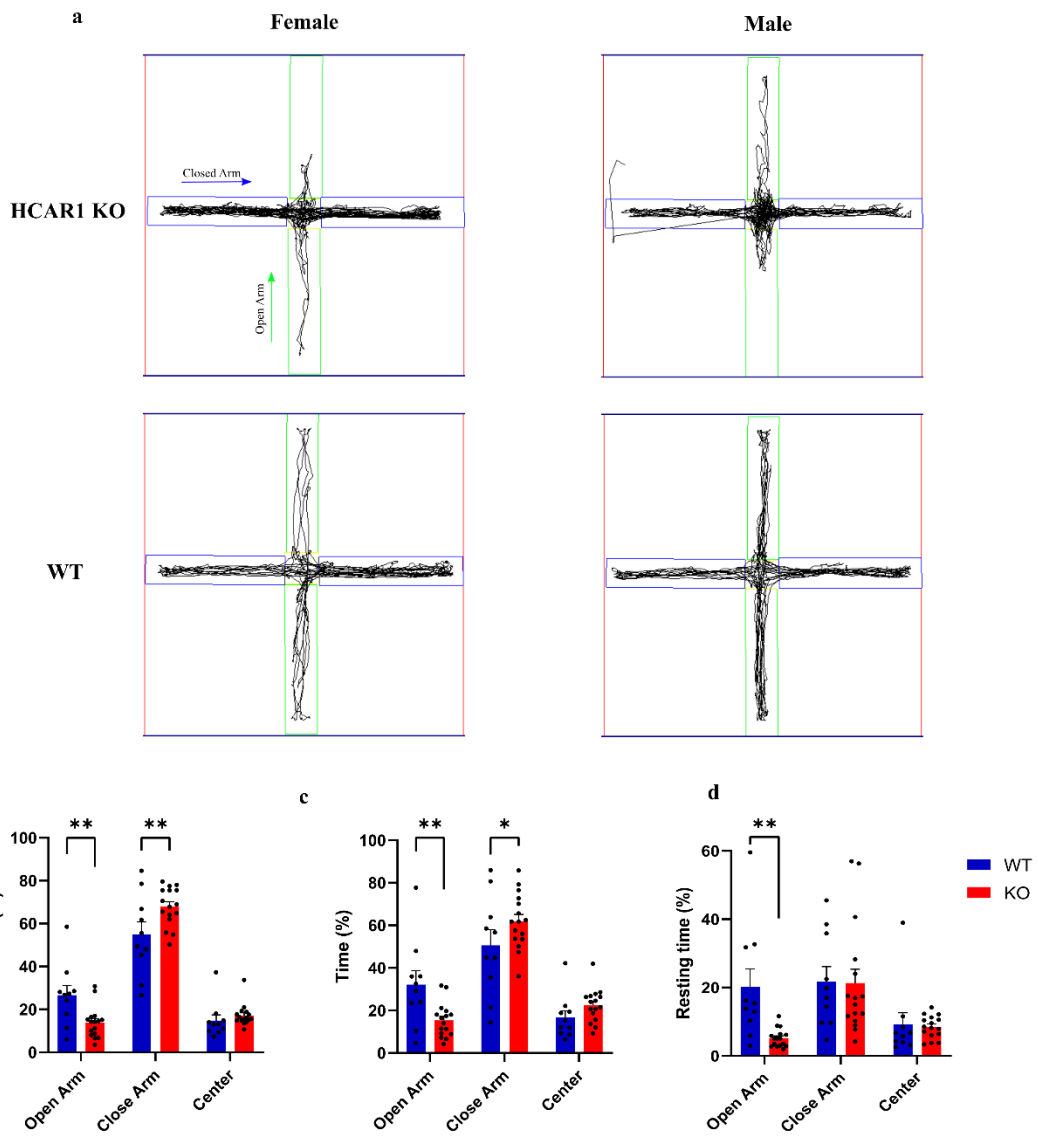 a
Female
Male
HCAR1 KO
Closed Arm
Open Arm
WT
c
d
** **
100
80
60
40
20
0
Open Arm
Close Arm
Center
** *
Time (%)
100
80
60
40
20
0
Open Arm
Close Arm
Center
**
Resting time (%)
60
40
20
0
Open Arm
Close Arm
Center
WT
KO